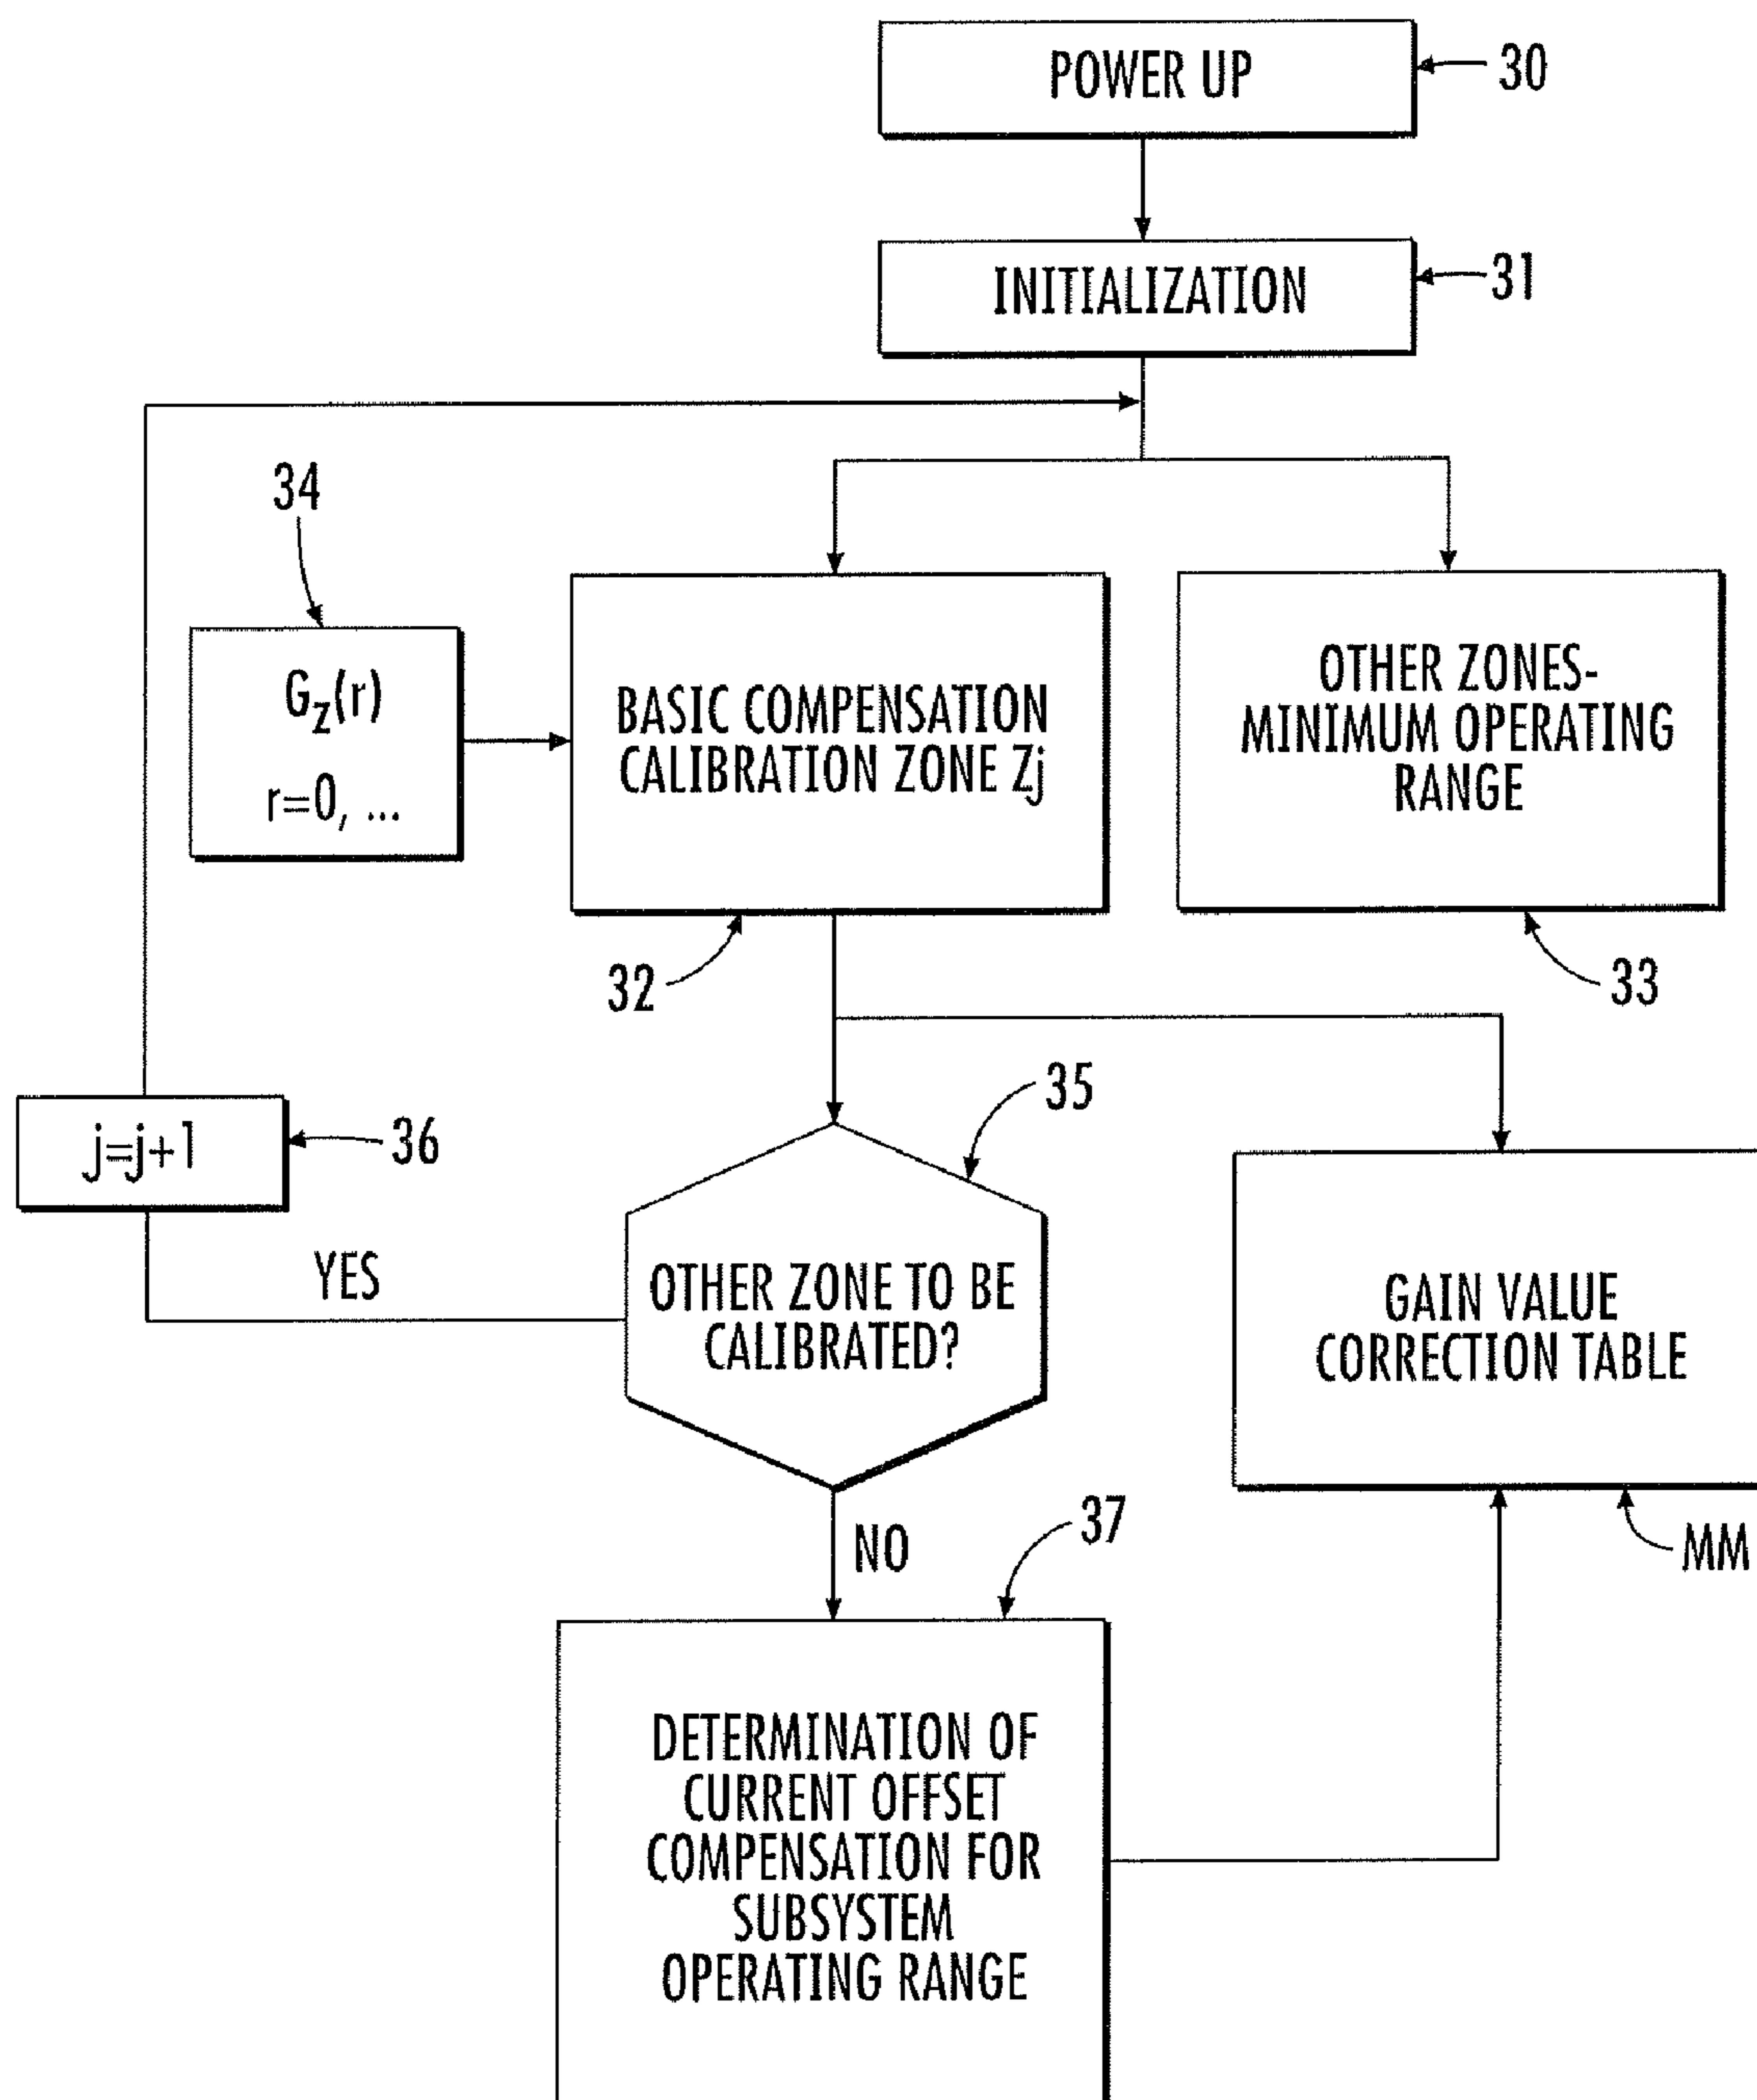 POWER UP
30
INITIALIZATION
31
34
G_z(r)
r=0, ...
BASIC COMPENSATION
CALIBRATION ZONE Zj
32
OTHER ZONES-
MINIMUM OPERATING
RANGE
33
35
j=j+1
36
YES
OTHER ZONE TO BE
CALIBRATED?
GAIN VALUE
CORRECTION TABLE
MM
NO
37
DETERMINATION OF
CURRENT OFFSET
COMPENSATION FOR
SUBSYSTEM
OPERATING RANGE